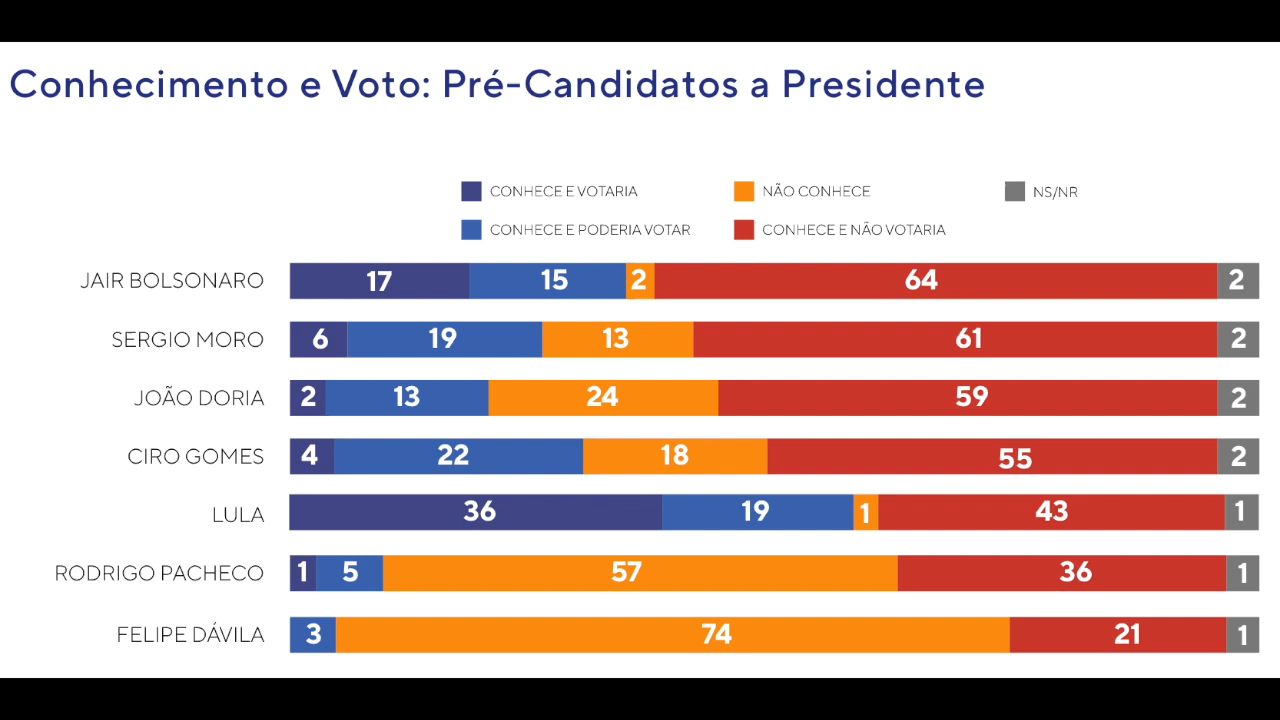 Conhecimento e Voto: Pré-Candidatos a Presidente
CONHECE E VOTARIA NÃO CONHECE NS/NR
CONHECE E PODERIA VOTAR CONHECE E NÃO VOTARIA
JAIR BOLSONARO 17 15 2 64 2
SERGIO MORO 6 19 13 61 2
JOÃO DORIA 2 13 24 59 2
CIRO GOMES 4 22 18 55 2
LULA 36 19 1 43 1
RODRIGO PACHECO 1 5 57 36 1
FELIPE DÁVILA 3 74 21 1